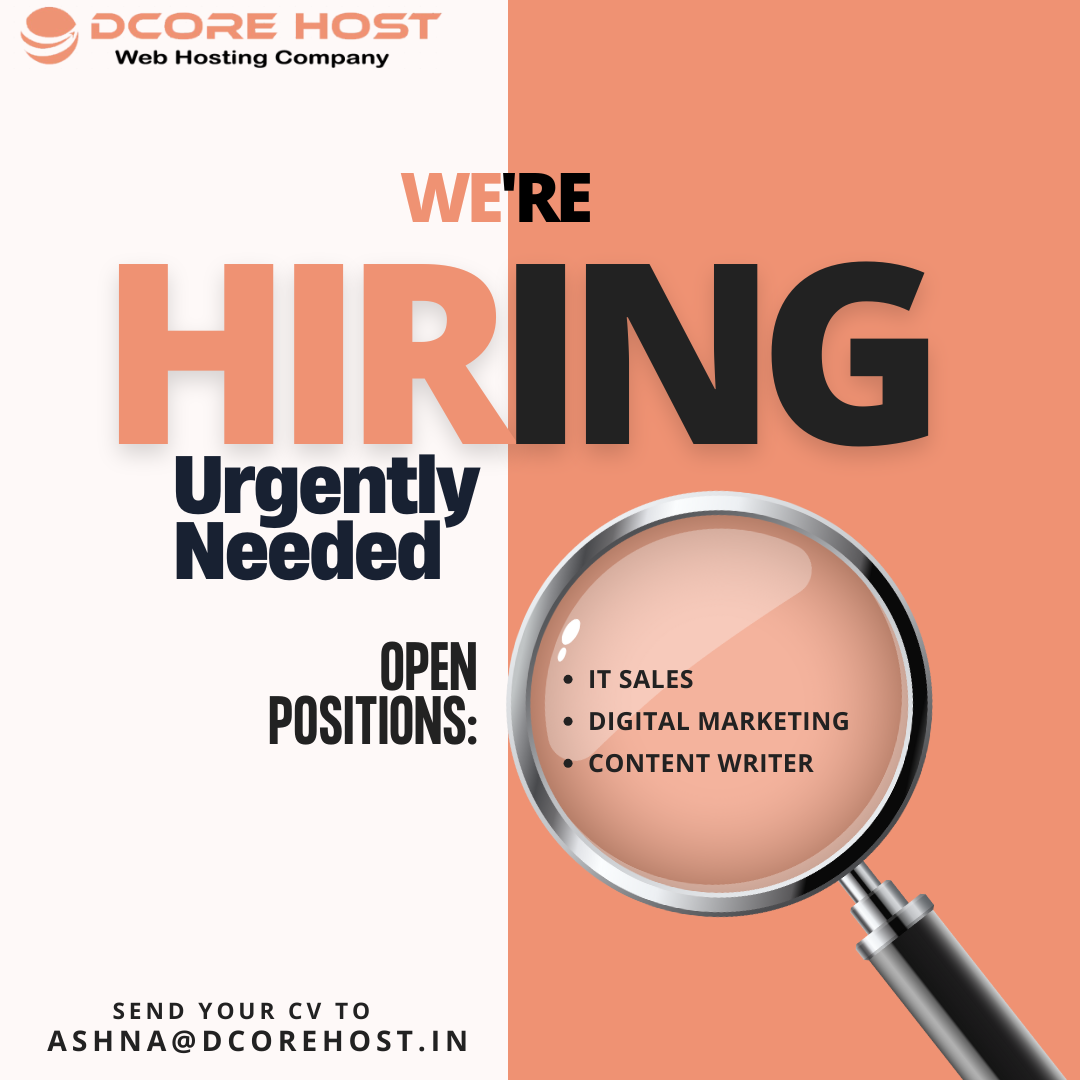 DCORE HOST
Web Hosting Company
WE'RE
HIRING
Urgently
Needed
OPEN
POSITIONS:
• IT SALES
• DIGITAL MARKETING
• CONTENT WRITER
SEND YOUR CV TO
ASHNA@DCOREHOST.IN